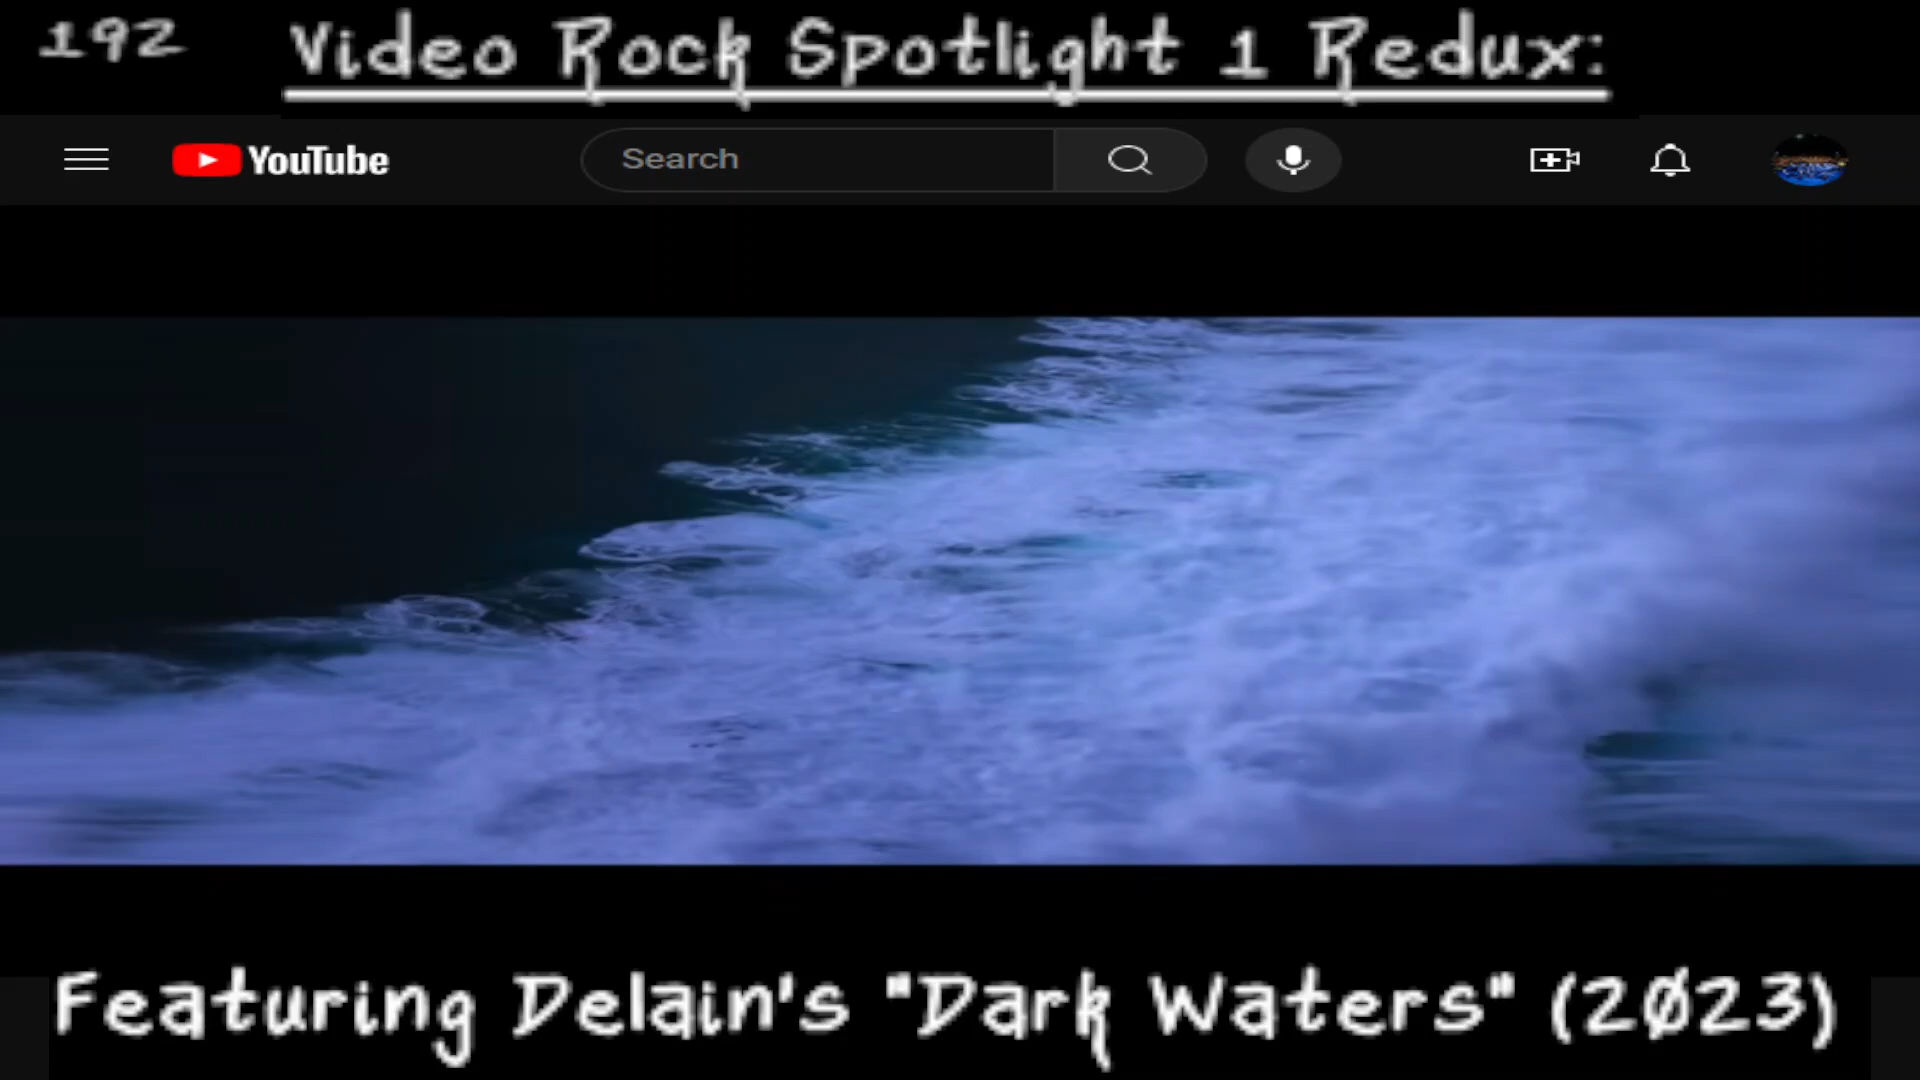 192 Video Rock Spotlight 1 Redux:
YouTube Search
Featuring Delain's "Dark Waters" (2023)